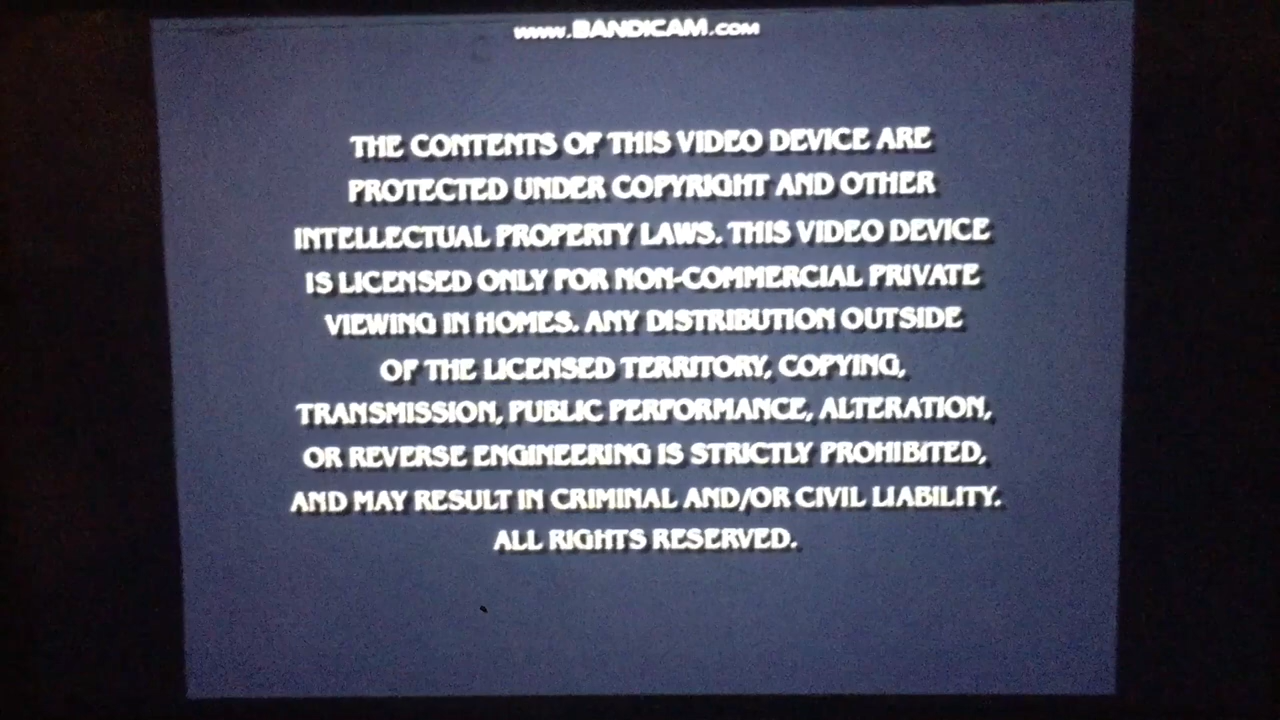 www.BANDICAM.COM
THE CONTENTS OF THIS VIDEO DEVICE ARE
PROTECTED UNDER COPYRIGHT AND OTHER
INTELLECTUAL PROPERTY LAWS. THIS VIDEO DEVICE
IS LICENSED ONLY FOR NON-COMMERCIAL PRIVATE
VIEWING IN HOMES. ANY DISTRIBUTION OUTSIDE
OF THE LICENSED TERRITORY, COPYING,
TRANSMISSION, PUBLIC PERFORMANCE, ALTERATION,
OR REVERSE ENGINEERING IS STRICTLY PROHIBITED,
AND MAY RESULT IN CRIMINAL AND/OR CIVIL LIABILITY.
ALL RIGHTS RESERVED.